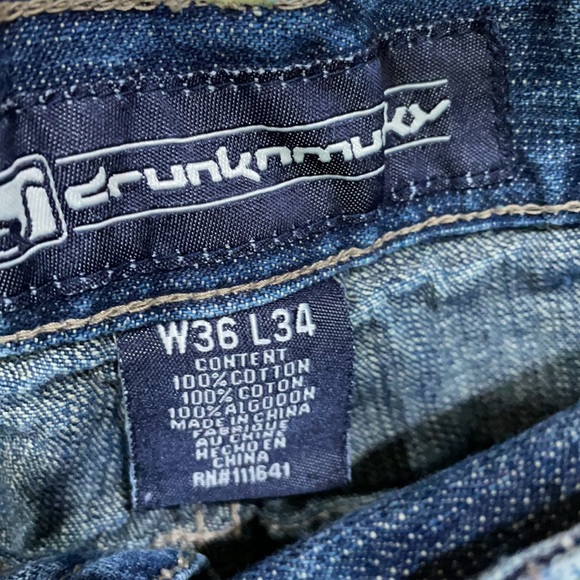 drunknmunky
W36 L34
CONTENT
100% COTTON
100% COTON
100% ALGODON
MADE IN CHINA
FABRIQUE
AU CHINE
HECHO EN
CHINA
RN#111641